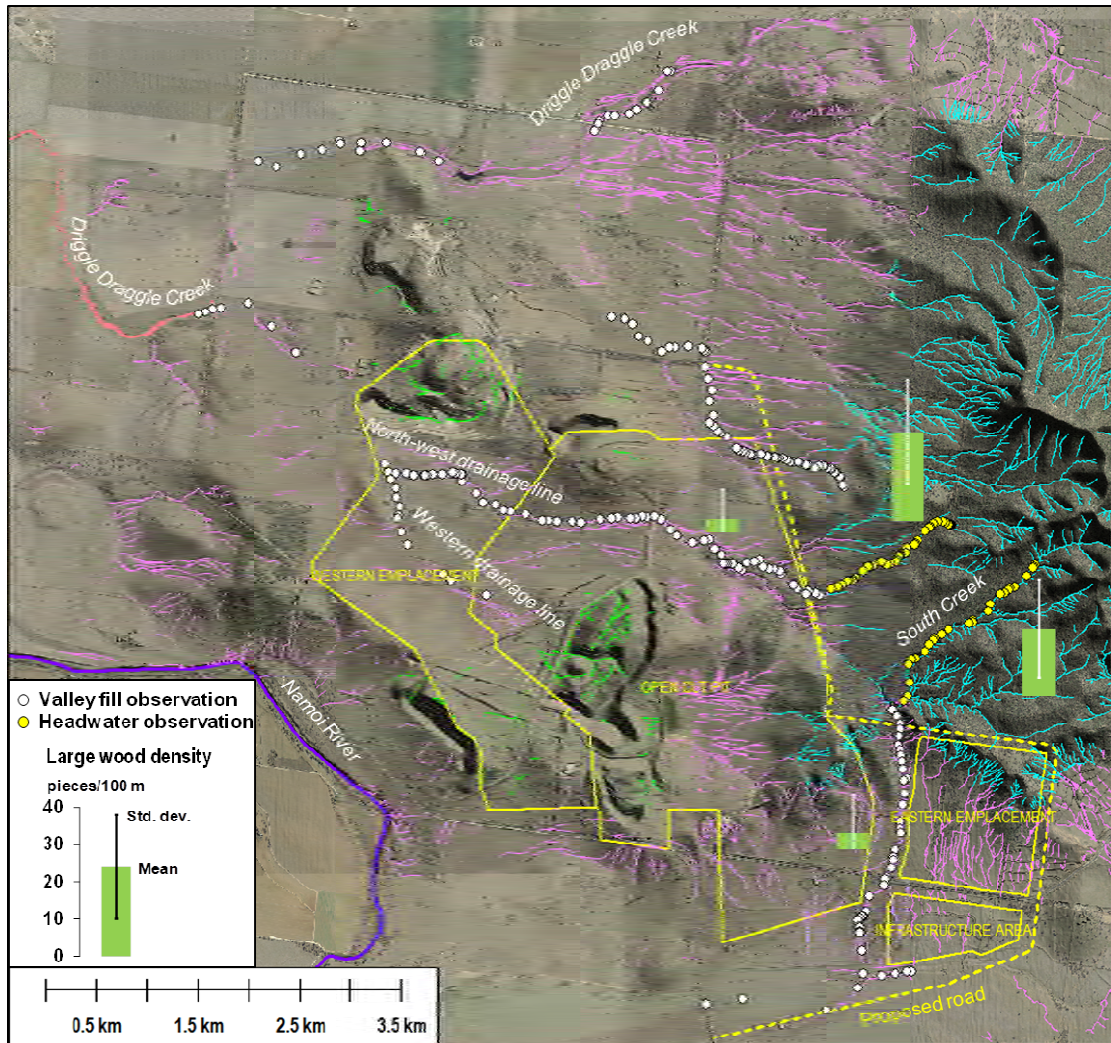 Driggle Draggle Creek
Driggle Draggle Creek
North-west drainage line
Western drainage line
WESTERN EMPLACEMENT
South Creek
OPEN CUT PIT
Namoi River
EASTERN EMPLACEMENT
INFRASTRUCTURE AREA
Proposed road
Valley fill observation
Headwater observation
Large wood density
pieces/100 m
40
Std. dev.
30
Mean
20
10
0
0.5 km 1.5 km 2.5 km 3.5 km